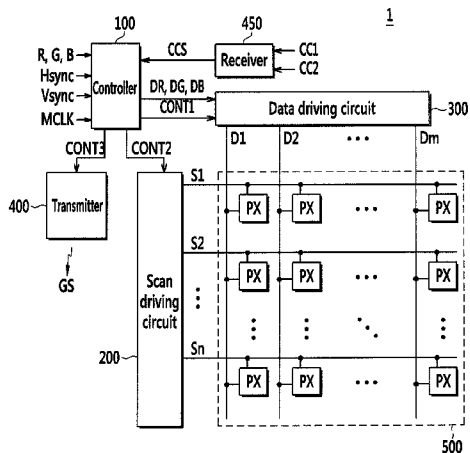 1
100
450
R, G, B
Hsync
Vsync
MCLK
Controller
CCS
Receiver
CC1
CC2
DR, DG, DB
CONT1
Data driving circuit
300
CONT3
CONT2
D1 D2 ••• Dm
400
Transmitter
GS
Scan
driving
circuit
200
S1
PX PX ••• PX
S2
PX PX ••• PX
Sn
PX PX ••• PX
500